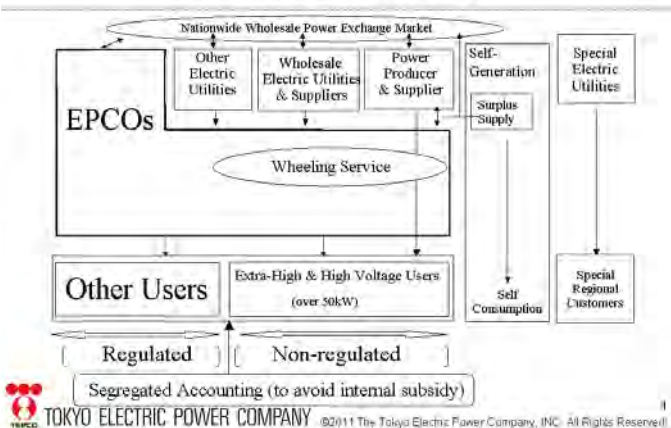 Nationwide Wholesale Power Exchange Market
Other
Electric
Utilities
Wholesale
Electric Utilities
& Suppliers
Power
Producer
& Supplier
Self-
Generation
Special
Electric
Utilities
Surplus
Supply
EPCOs
Wheeling Service
Other Users
Extra-High & High Voltage Users
(over 50kW)
Self
Consumption
Special
Regional
Customers
[ Regulated ] [ Non-regulated ]
Segregated Accounting (to avoid internal subsidy)
TEPCO
TOKYO ELECTRIC POWER COMPANY ©2011 The Tokyo Electric Power Company, INC. All Rights Reserved